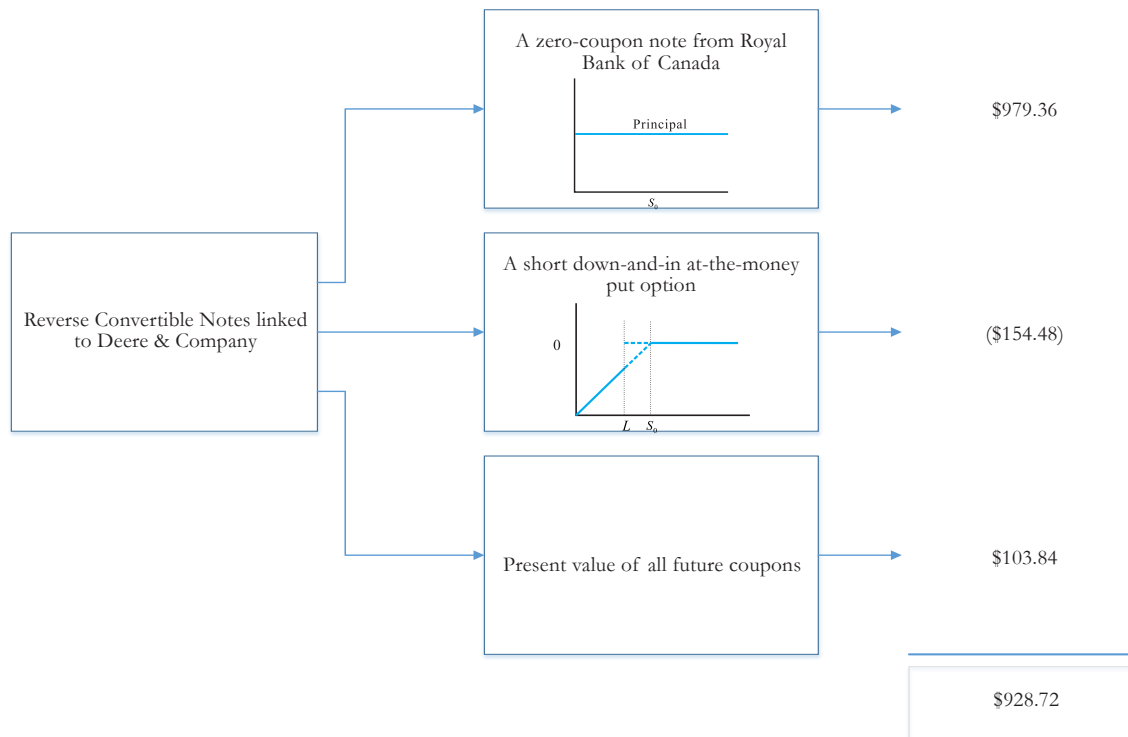 A zero-coupon note from Royal
Bank of Canada
Principal
S₀
$979.36
Reverse Convertible Notes linked
to Deere & Company
A short down-and-in at-the-money
put option
0
L S₀
($154.48)
Present value of all future coupons
$103.84
$928.72